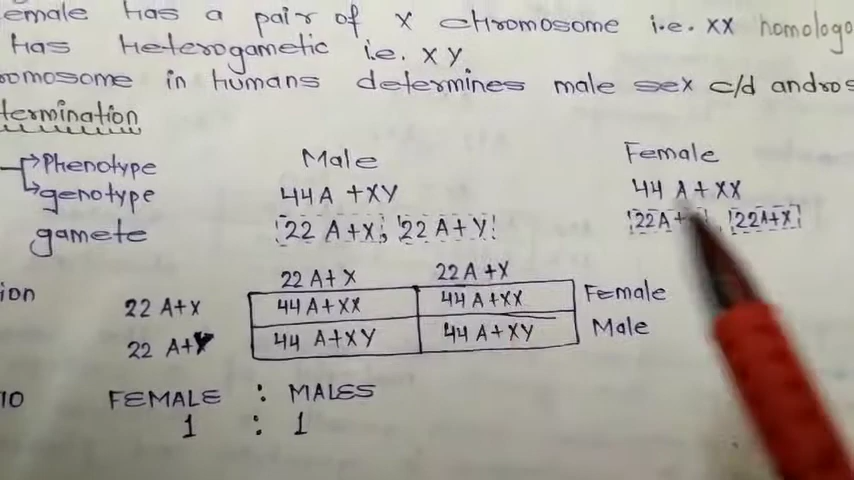 emale has a pair of x chromosome i.e. xx homologo
has Heterogametic i.e. x y
romosome in humans determines male sex c/d andros
termination
Phenotype Male Female
genotype 44A +XY 44 A + XX
gamete 22 A+X, 22 A+Y 22A+ , 22A+X
22 A+X 22 A+X
ion 22 A+X 44 A+XX 44 A+XX Female
22 A+Y 44 A+XY 44 A+XY Male
10 FEMALE : MALES
1 : 1